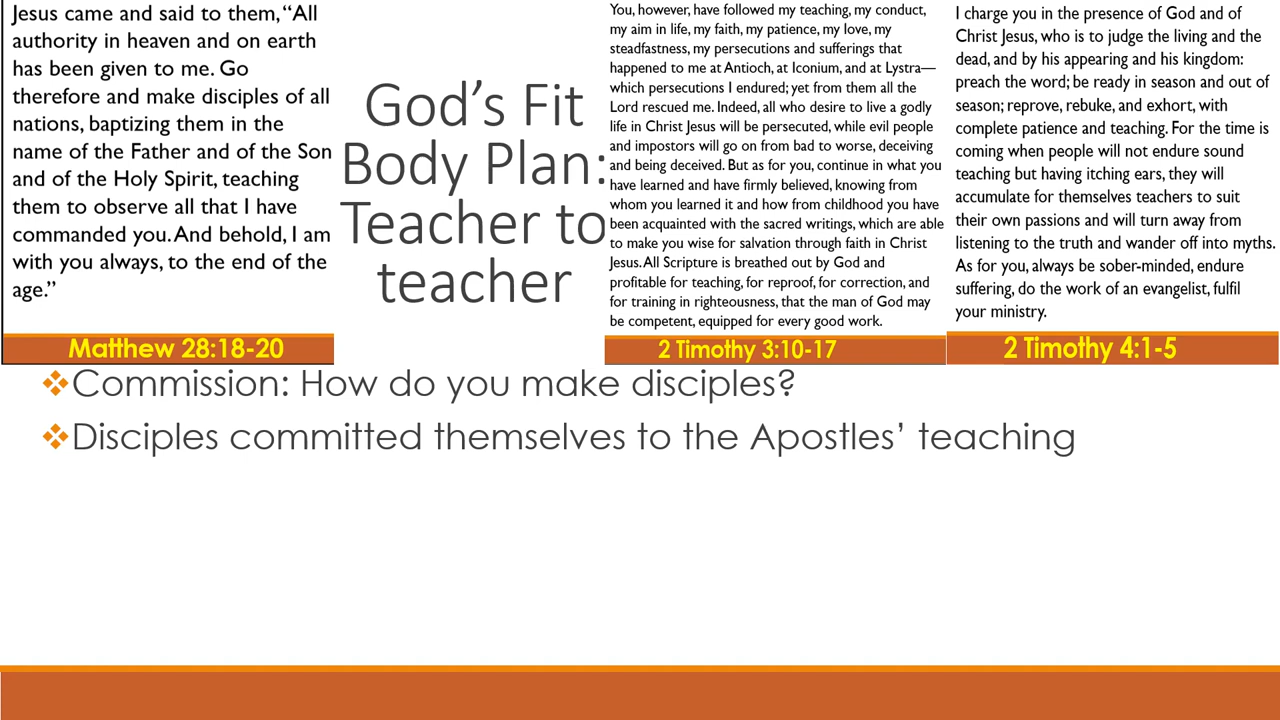 Jesus came and said to them, “All
authority in heaven and on earth
has been given to me. Go
therefore and make disciples of all
nations, baptizing them in the
name of the Father and of the Son
and of the Holy Spirit, teaching
them to observe all that I have
commanded you. And behold, I am
with you always, to the end of the
age.”
Matthew 28:18-20
God’s Fit
Body Plan:
Teacher to
teacher
You, however, have followed my teaching, my conduct,
my aim in life, my faith, my patience, my love, my
steadfastness, my persecutions and sufferings that
happened to me at Antioch, at Iconium, and at Lystra—
which persecutions I endured; yet from them all the
Lord rescued me. Indeed, all who desire to live a godly
life in Christ Jesus will be persecuted, while evil people
and impostors will go on from bad to worse, deceiving
and being deceived. But as for you, continue in what you
have learned and have firmly believed, knowing from
whom you learned it and how from childhood you have
been acquainted with the sacred writings, which are able
to make you wise for salvation through faith in Christ
Jesus. All Scripture is breathed out by God and
profitable for teaching, for reproof, for correction, and
for training in righteousness, that the man of God may
be competent, equipped for every good work.
2 Timothy 3:10-17
I charge you in the presence of God and of
Christ Jesus, who is to judge the living and the
dead, and by his appearing and his kingdom:
preach the word; be ready in season and out of
season; reprove, rebuke, and exhort, with
complete patience and teaching. For the time is
coming when people will not endure sound
teaching but having itching ears, they will
accumulate for themselves teachers to suit
their own passions and will turn away from
listening to the truth and wander off into myths.
As for you, always be sober-minded, endure
suffering, do the work of an evangelist, fulfil
your ministry.
2 Timothy 4:1-5
❖Commission: How do you make disciples?
❖Disciples committed themselves to the Apostles’ teaching